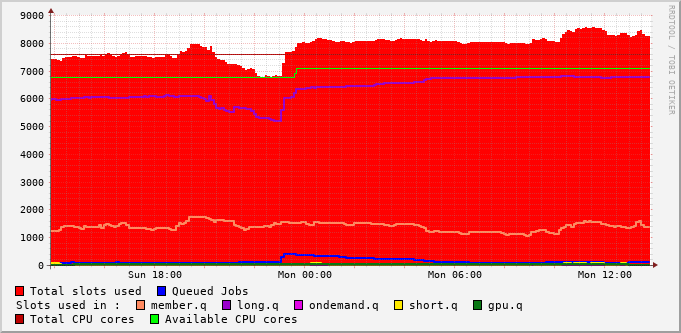 9000
8000
7000
6000
5000
4000
3000
2000
1000
0
Sun 18:00 Mon 00:00 Mon 06:00 Mon 12:00
RRDTOOL / TOBI OETIKER
Total slots used Queued Jobs
Slots used in : member.q long.q ondemand.q short.q gpu.q
Total CPU cores Available CPU cores